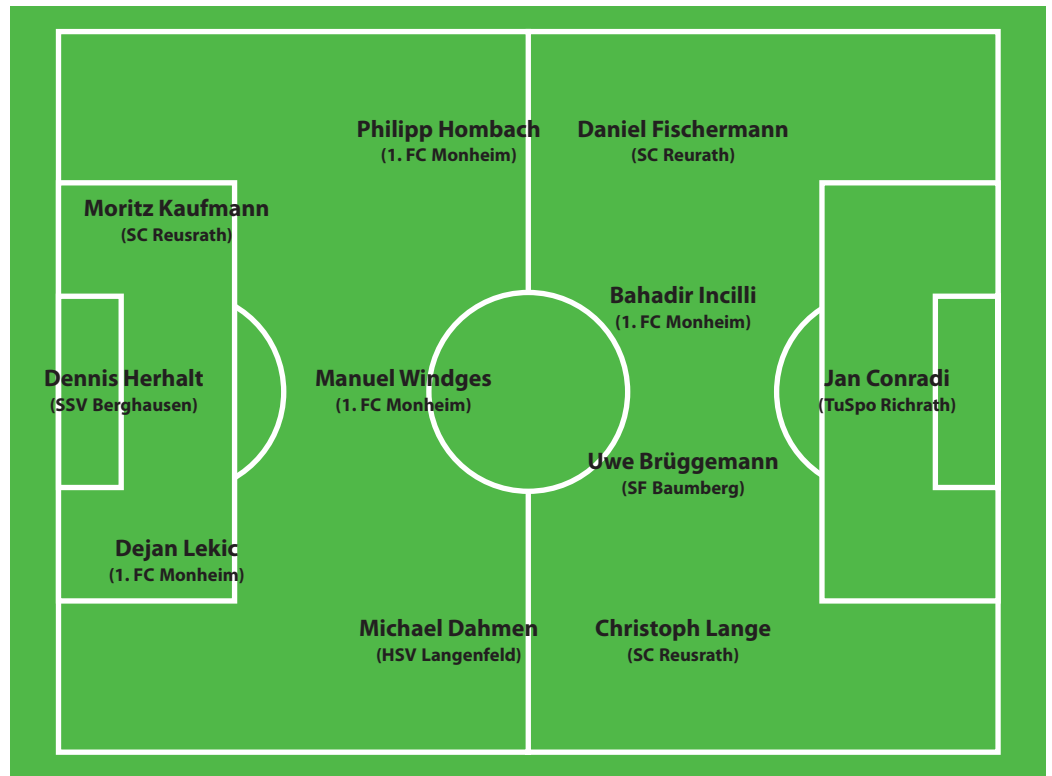 Philipp Hombach
(1. FC Monheim)
Daniel Fischermann
(SC Reurath)
Moritz Kaufmann
(SC Reusrath)
Bahadir Incilli
(1. FC Monheim)
Dennis Herhalt
(SSV Berghausen)
Manuel Windges
(1. FC Monheim)
Jan Conradi
(TuSpo Richrath)
Uwe Brüggemann
(SF Baumberg)
Dejan Lekic
(1. FC Monheim)
Michael Dahmen
(HSV Langenfeld)
Christoph Lange
(SC Reusrath)